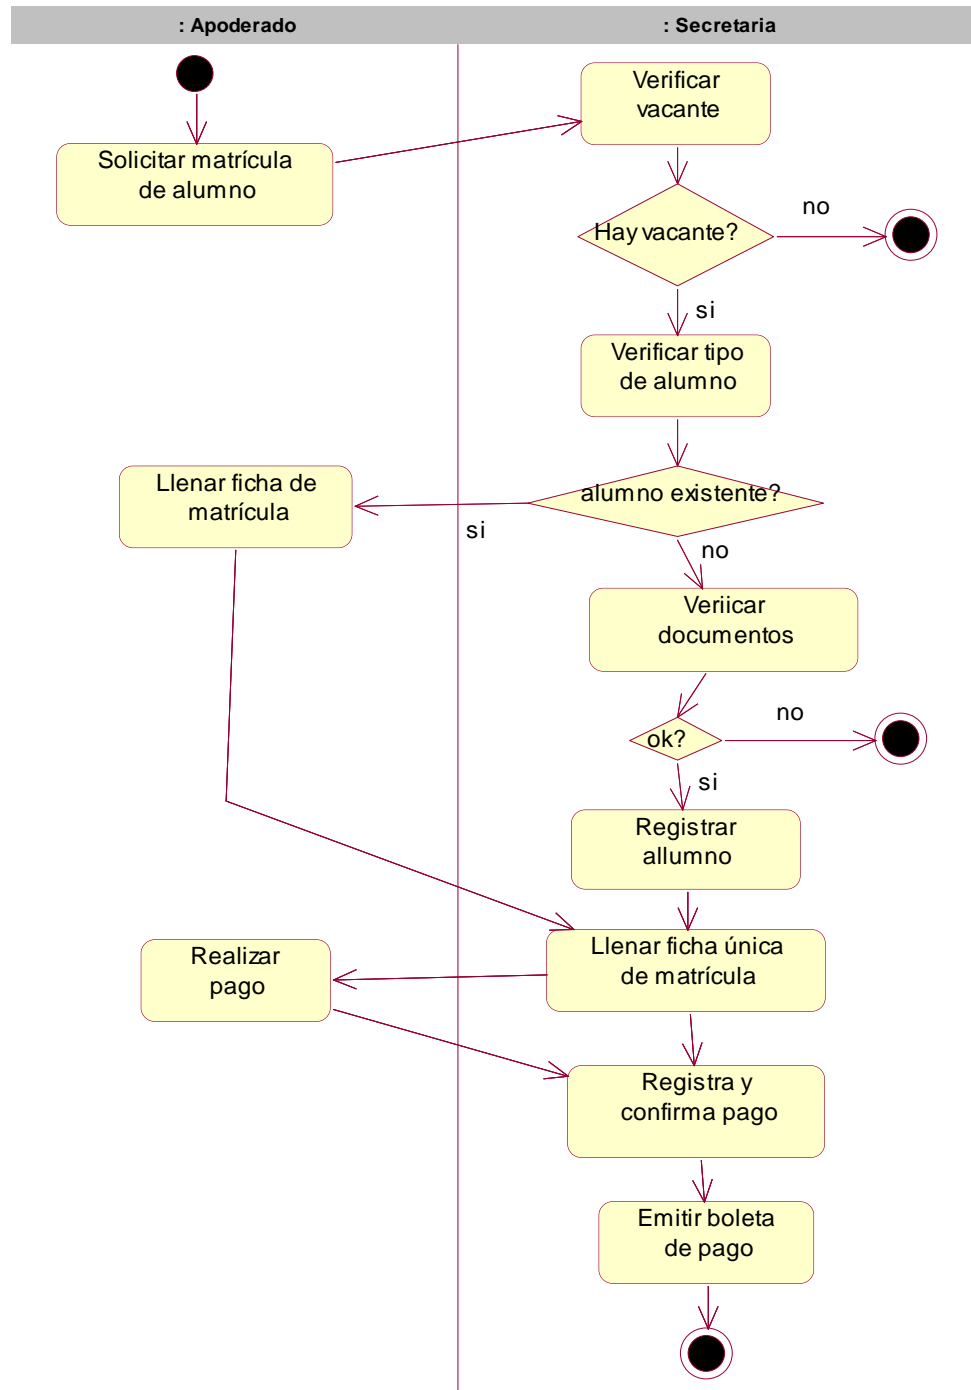 : Apoderado
: Secretaria
Verificar
vacante
Solicitar matrícula
de alumno
no
Hay vacante?
si
Verificar tipo
de alumno
Llenar ficha de
matrícula
alumno existente?
si
no
Veriicar
documentos
no
ok?
si
Registrar
allumno
Llenar ficha única
de matrícula
Realizar
pago
Registra y
confirma pago
Emitir boleta
de pago